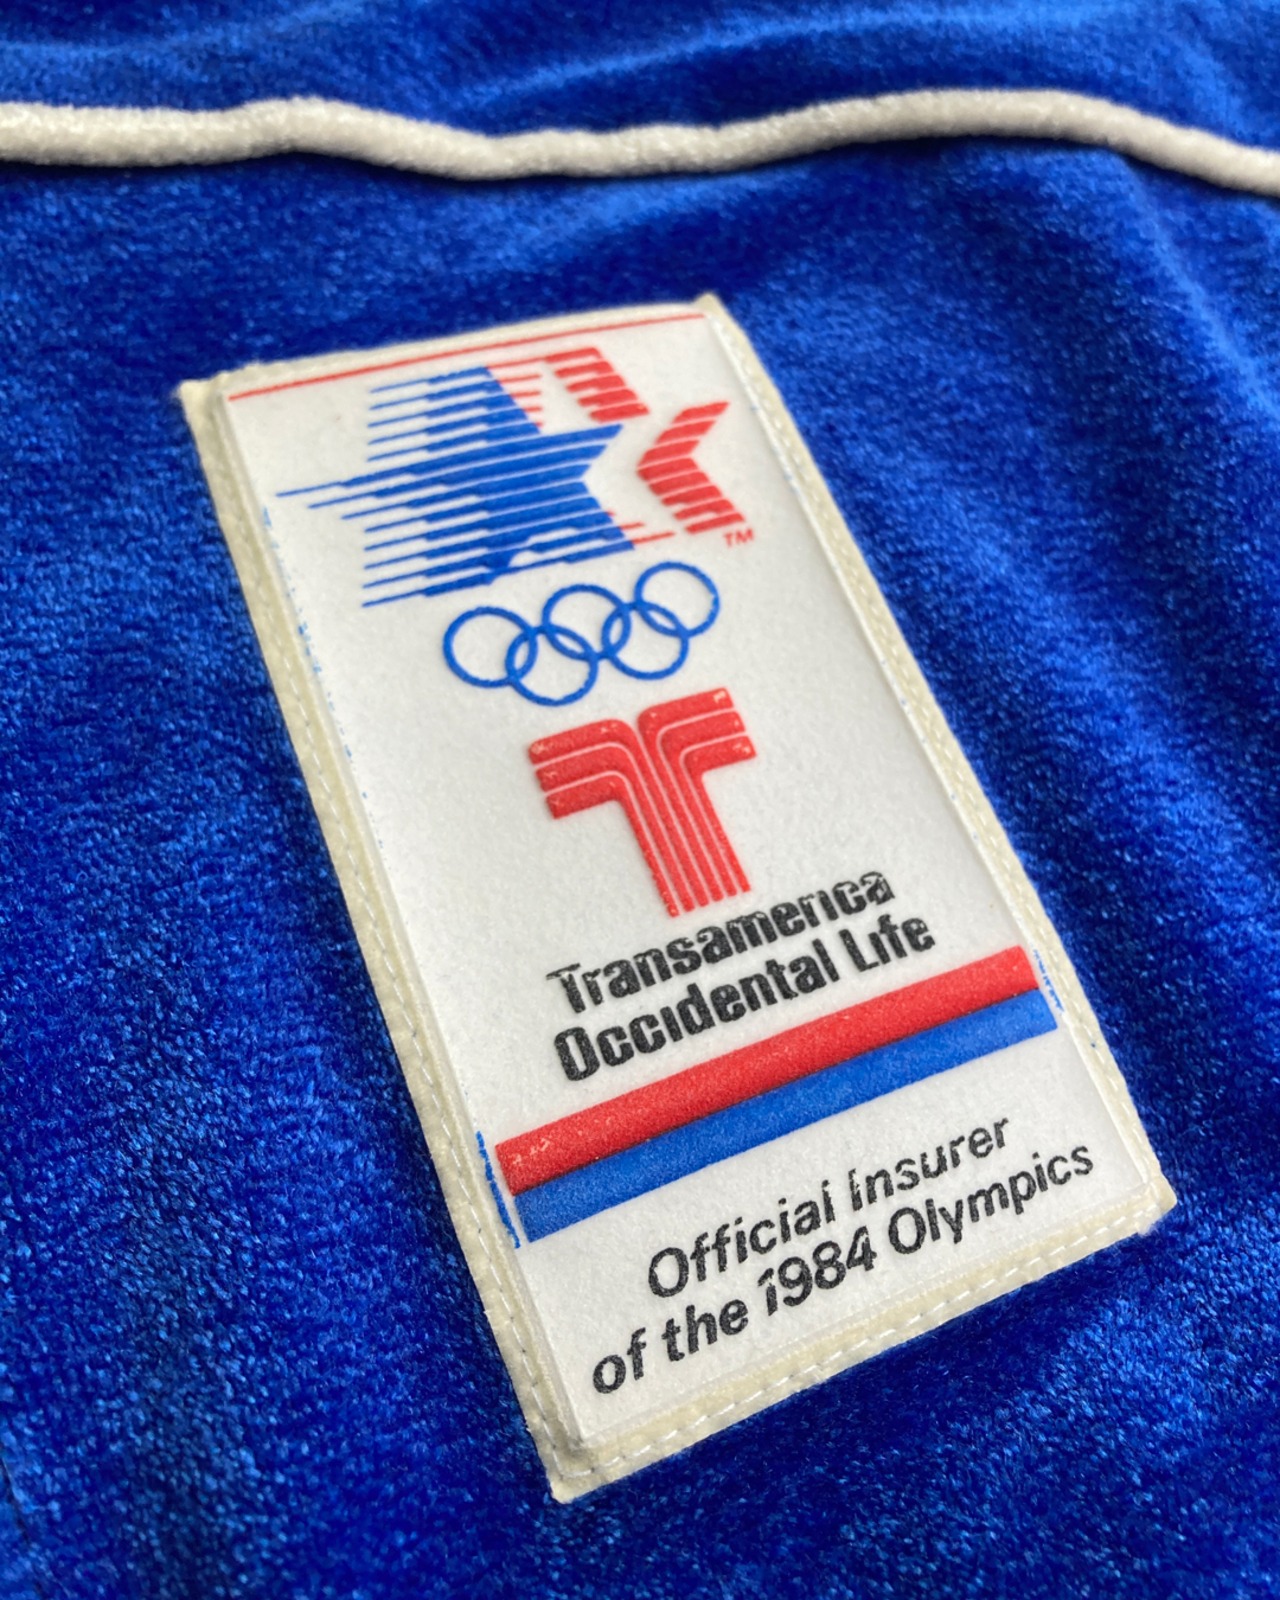 TM
Transamerica
Occidental Life
Official Insurer
of the 1984 Olympics